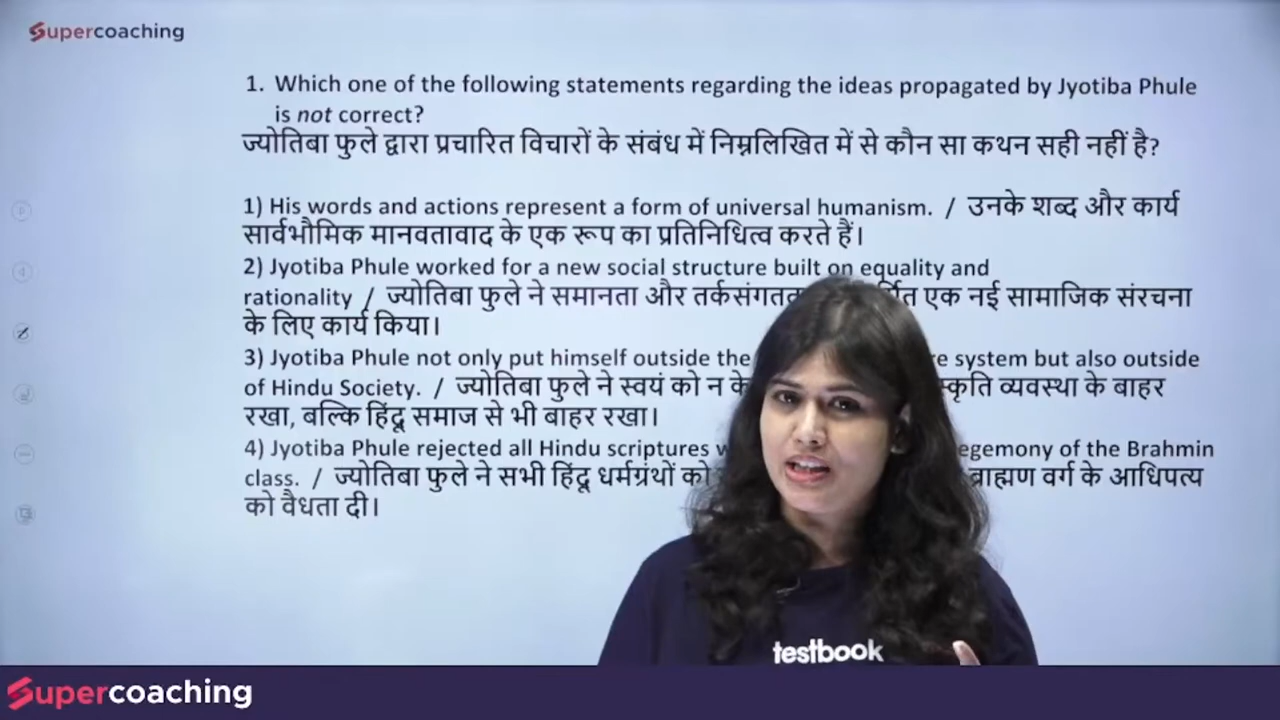 Supercoaching
1. Which one of the following statements regarding the ideas propagated by Jyotiba Phule
is not correct?
ज्योतिबा फुले द्वारा प्रचारित विचारों के संबंध में निम्नलिखित में से कौन सा कथन सही नहीं है?
1) His words and actions represent a form of universal humanism. / उनके शब्द और कार्य
सार्वभौमिक मानवतावाद के एक रूप का प्रतिनिधित्व करते हैं।
2) Jyotiba Phule worked for a new social structure built on equality and
rationality / ज्योतिबा फुले ने समानता और एक नई सामाजिक संरचना
के लिए कार्य किया।
3) Jyotiba Phule not only put himself outside the system but also outside
of Hindu Society. / ज्योतिबा फुले ने स्वयं को न व्यवस्था के बाहर
रखा, बल्कि हिंदू समाज से भी बाहर रखा।
4) Jyotiba Phule rejected all Hindu scriptures of the Brahmin
class. / ज्योतिबा फुले ने सभी हिंदू धर्मग्रंथों को ब्राह्मण वर्ग के आधिपत्य
को वैधता दी।
testbook
Supercoaching